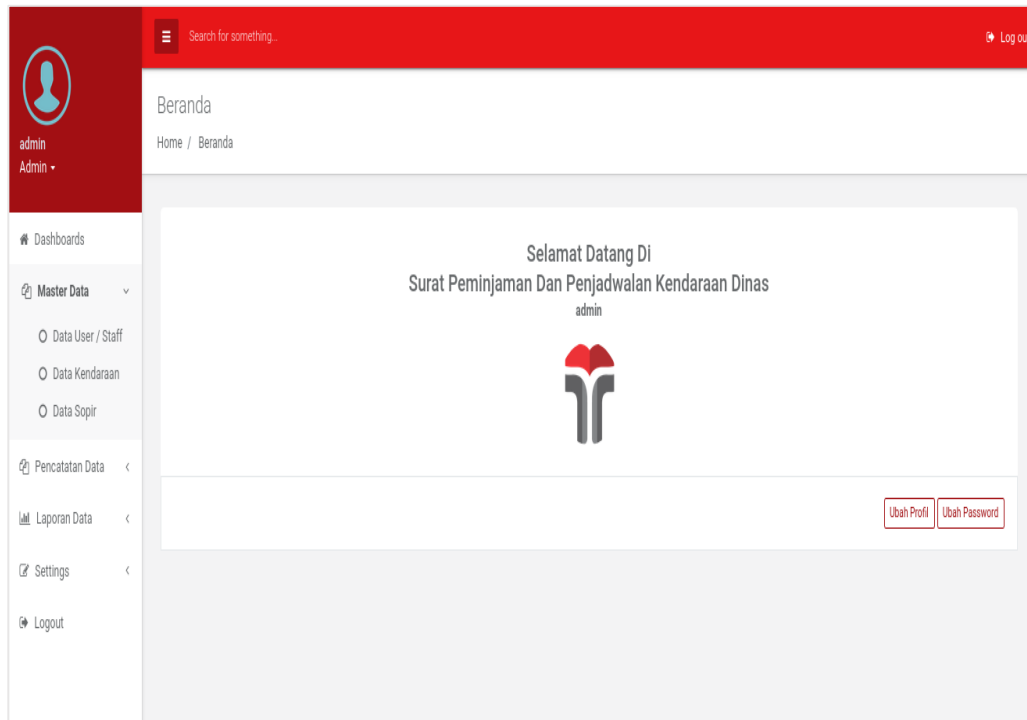 Search for something...
Log ou
admin
Admin
Beranda
Home / Beranda
Dashboards
Master Data
Data User / Staff
Data Kendaraan
Data Sopir
Pencatatan Data
Laporan Data
Settings
Logout
Selamat Datang Di
Surat Peminjaman Dan Penjadwalan Kendaraan Dinas
admin
Ubah Profil
Ubah Password